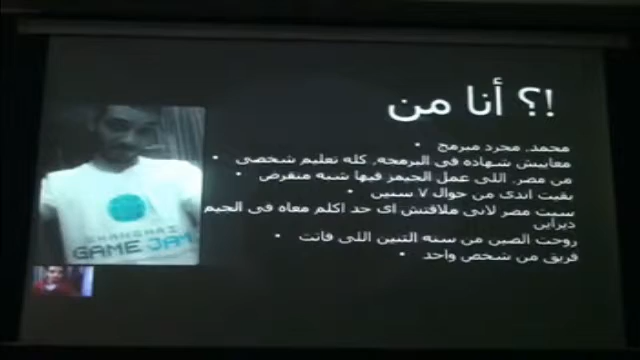 أنا من ؟!
محمد, مجرد مبرمج
معاييش شهاده فى البرمجه, كله تعليم شخصى
من مصر, اللى عمل الجيمز فيها شبه منقرض
بقيت اندى من حوال ٧ سنين
سبت مصر لانى ملاقتش اى حد اكلم معاه فى الجيم
ديزاين
روحت الصين من سنه التنين اللى فاتت
فريق من شخص واحد
SHANGHAI
GAME JAM